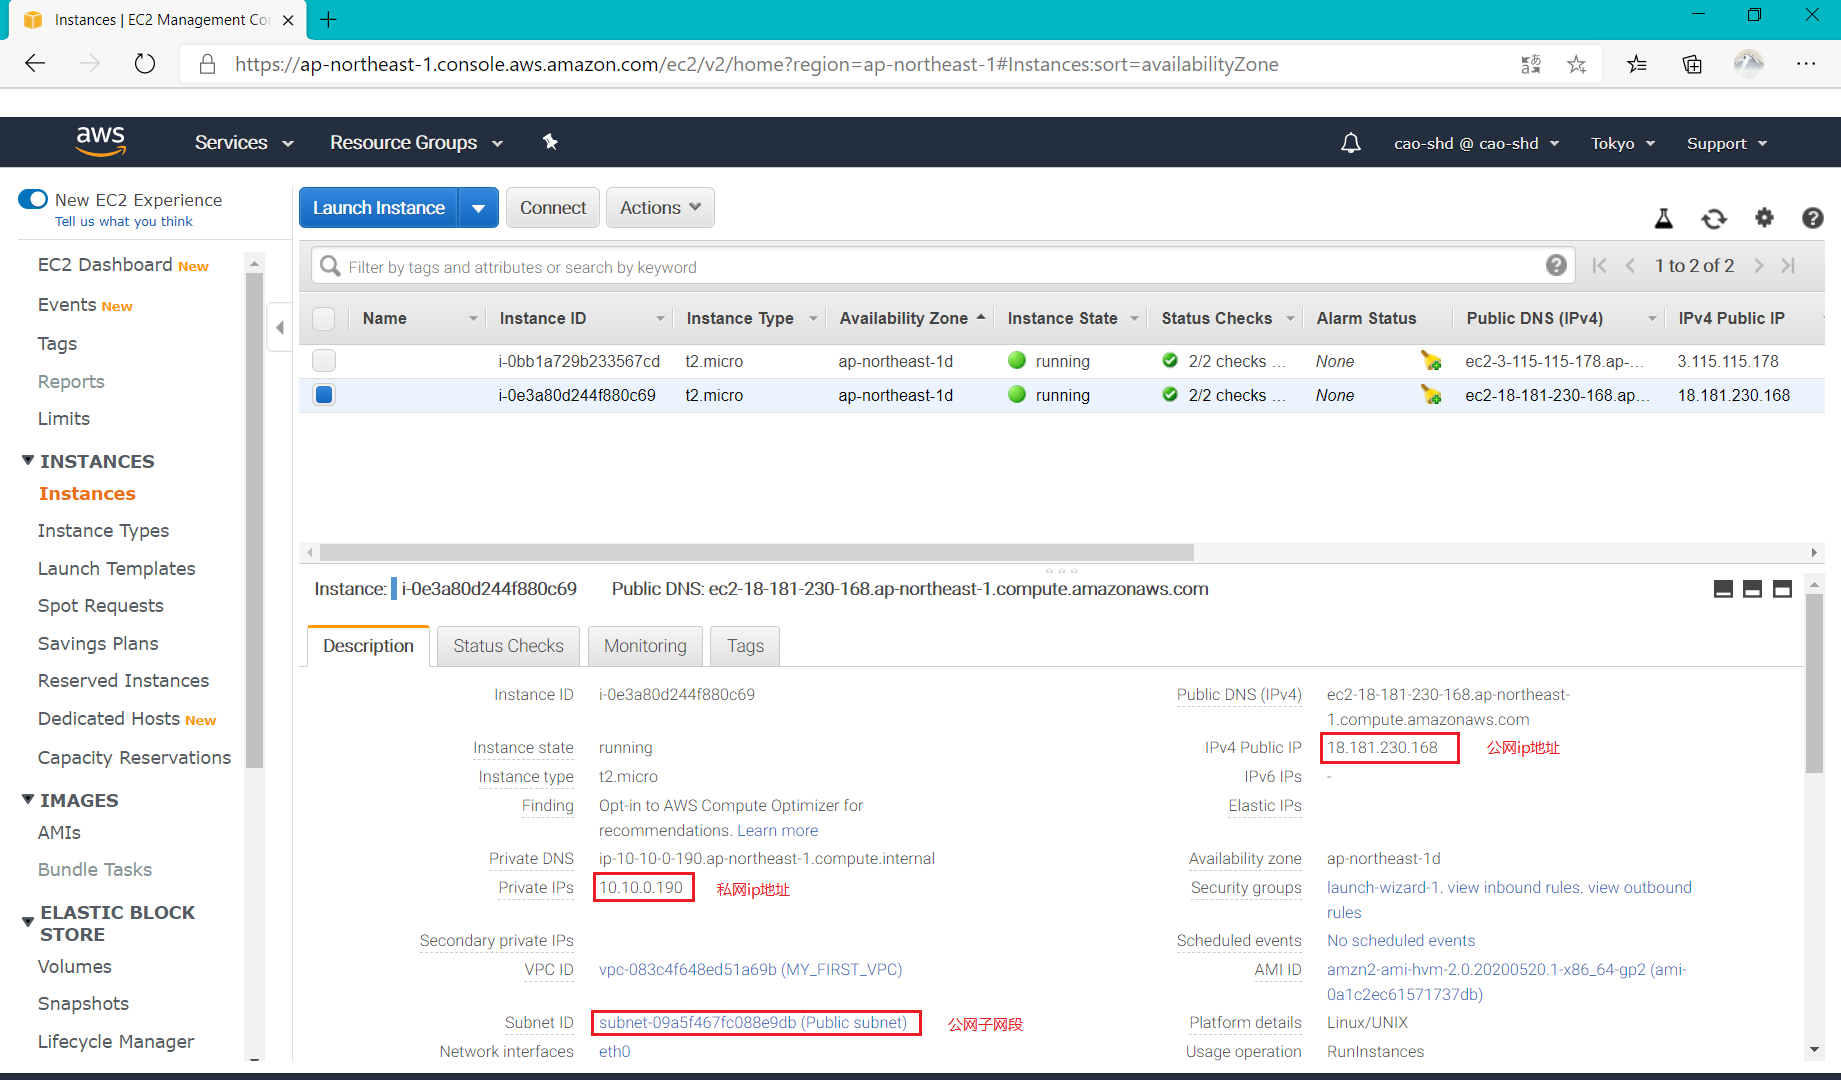 Instances | EC2 Management Co
https://ap-northeast-1.console.aws.amazon.com/ec2/v2/home?region=ap-northeast-1#Instances:sort=availabilityZone
aws
Services
Resource Groups
cao-shd @ cao-shd
Tokyo
Support
New EC2 Experience
Tell us what you think
EC2 Dashboard New
Events New
Tags
Reports
Limits
INSTANCES
Instances
Instance Types
Launch Templates
Spot Requests
Savings Plans
Reserved Instances
Dedicated Hosts New
Capacity Reservations
IMAGES
AMIs
Bundle Tasks
ELASTIC BLOCK
STORE
Volumes
Snapshots
Lifecycle Manager
Launch Instance
Connect
Actions
Filter by tags and attributes or search by keyword
1 to 2 of 2
Name Instance ID Instance Type Availability Zone Instance State Status Checks Alarm Status Public DNS (IPv4) IPv4 Public IP
i-0bb1a729b233567cd t2.micro ap-northeast-1d running 2/2 checks ... None ec2-3-115-115-178.ap-... 3.115.115.178
i-0e3a80d244f880c69 t2.micro ap-northeast-1d running 2/2 checks ... None ec2-18-181-230-168.ap... 18.181.230.168
Instance: i-0e3a80d244f880c69 Public DNS: ec2-18-181-230-168.ap-northeast-1.compute.amazonaws.com
Description
Status Checks
Monitoring
Tags
Instance ID i-0e3a80d244f880c69
Instance state running
Instance type t2.micro
Finding Opt-in to AWS Compute Optimizer for
recommendations. Learn more
Private DNS ip-10-10-0-190.ap-northeast-1.compute.internal
Private IPs 10.10.0.190 私网ip地址
Secondary private IPs
VPC ID vpc-083c4f648ed51a69b (MY_FIRST_VPC)
Subnet ID subnet-09a5f467fc088e9db (Public subnet) 公网子网段
Network interfaces eth0
Public DNS (IPv4) ec2-18-181-230-168.ap-northeast-
1.compute.amazonaws.com
IPv4 Public IP 18.181.230.168 公网ip地址
IPv6 IPs -
Elastic IPs
Availability zone ap-northeast-1d
Security groups launch-wizard-1. view inbound rules. view outbound
rules
Scheduled events No scheduled events
AMI ID amzn2-ami-hvm-2.0.20200520.1-x86_64-gp2 (ami-
0a1c2ec61571737db)
Platform details Linux/UNIX
Usage operation RunInstances